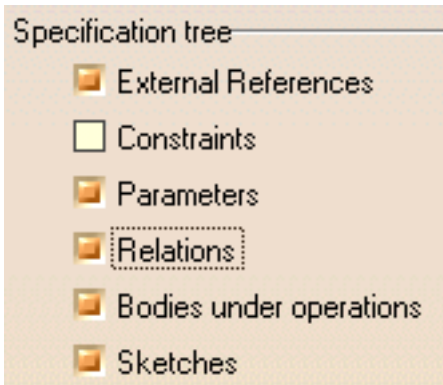 Specification tree
External References
Constraints
Parameters
Relations
Bodies under operations
Sketches